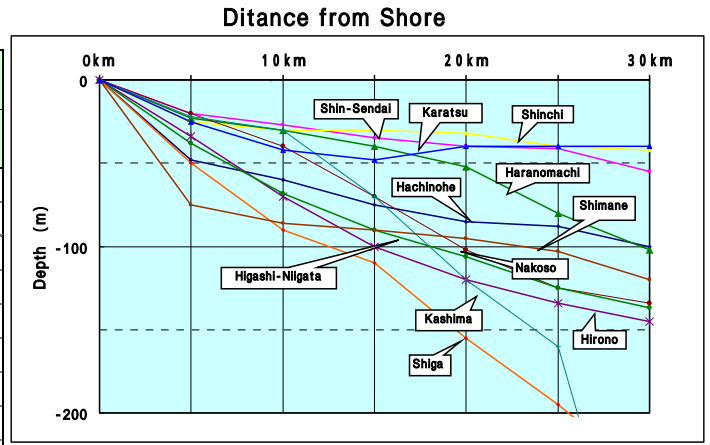 Ditance from Shore
0km 10km 20km 30km
0
Shin-Sendai
Karatsu
Shinchi
Haranomachi
Hachinohe
Shimane
-100
Depth (m)
Higashi-Niigata
Nakoso
Kashima
Hirono
Shiga
-200